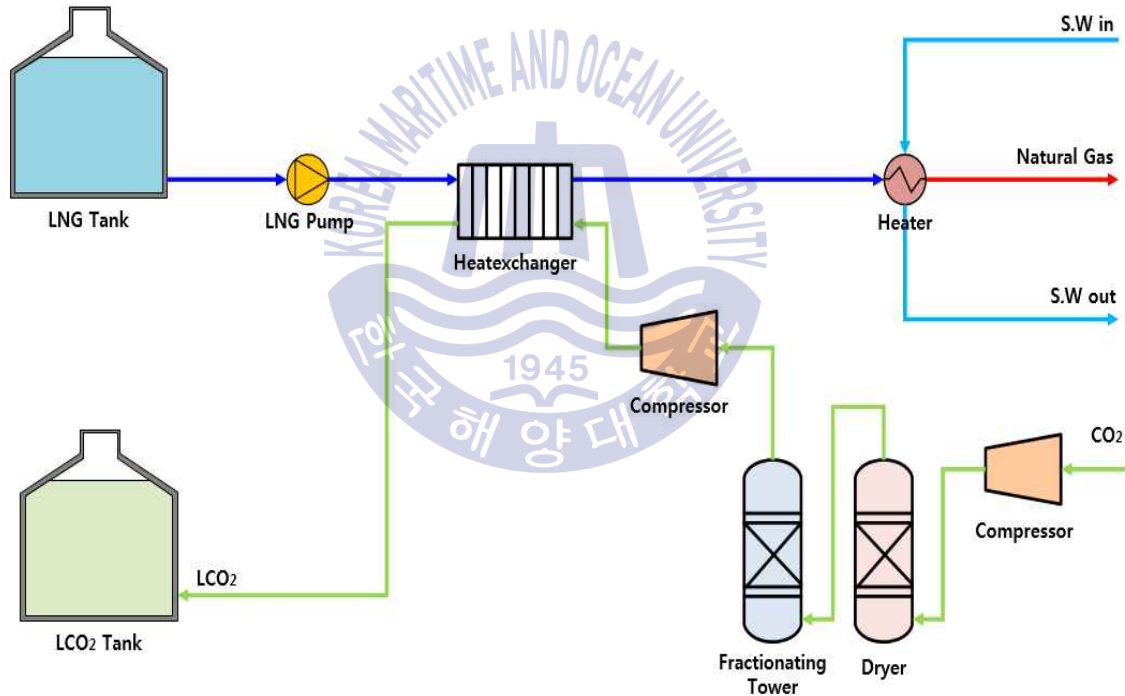 S.W in
KOREA MARITIME AND OCEAN UNIVERSITY
Natural Gas
LNG Tank
LNG Pump
Heater
Heatexchanger
S.W out
1945
한국해양대학교
Compressor
CO₂
Compressor
LCO₂
LCO₂ Tank
Fractionating
Tower
Dryer